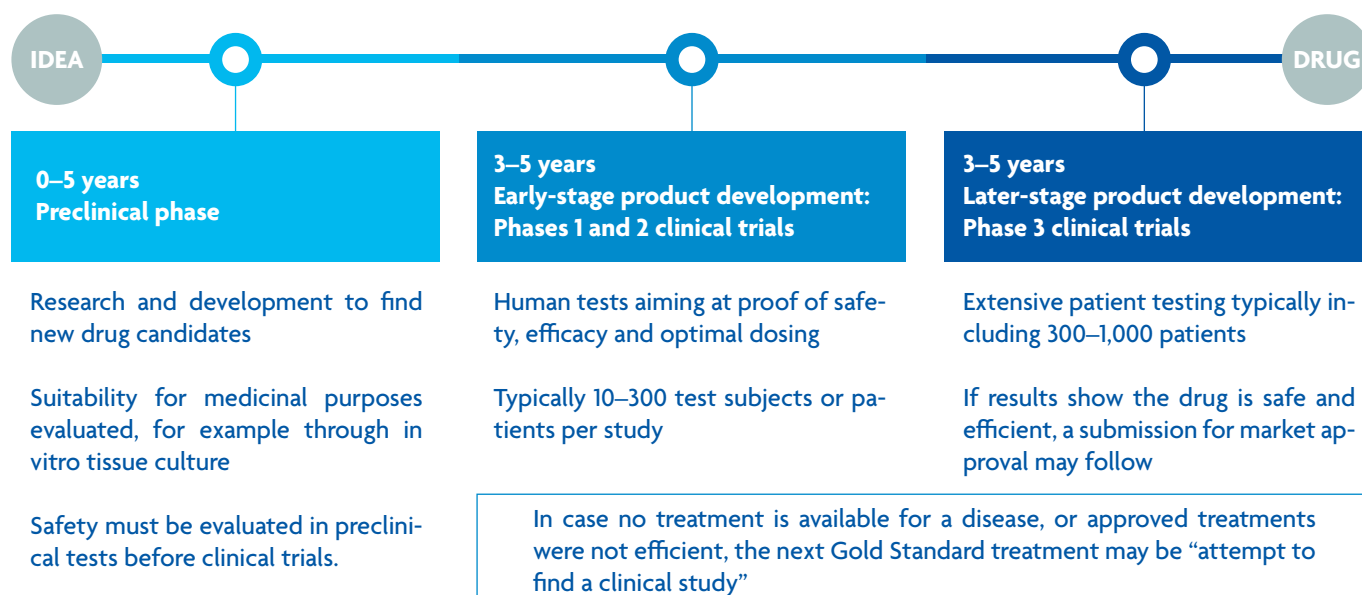 IDEA
DRUG
0–5 years
Preclinical phase
Research and development to find
new drug candidates
Suitability for medicinal purposes
evaluated, for example through in
vitro tissue culture
Safety must be evaluated in preclini-
cal tests before clinical trials.
3–5 years
Early-stage product development:
Phases 1 and 2 clinical trials
Human tests aiming at proof of safe-
ty, efficacy and optimal dosing
Typically 10–300 test subjects or pa-
tients per study
3–5 years
Later-stage product development:
Phase 3 clinical trials
Extensive patient testing typically in-
cluding 300–1,000 patients
If results show the drug is safe and
efficient, a submission for market ap-
proval may follow
In case no treatment is available for a disease, or approved treatments
were not efficient, the next Gold Standard treatment may be “attempt to
find a clinical study”